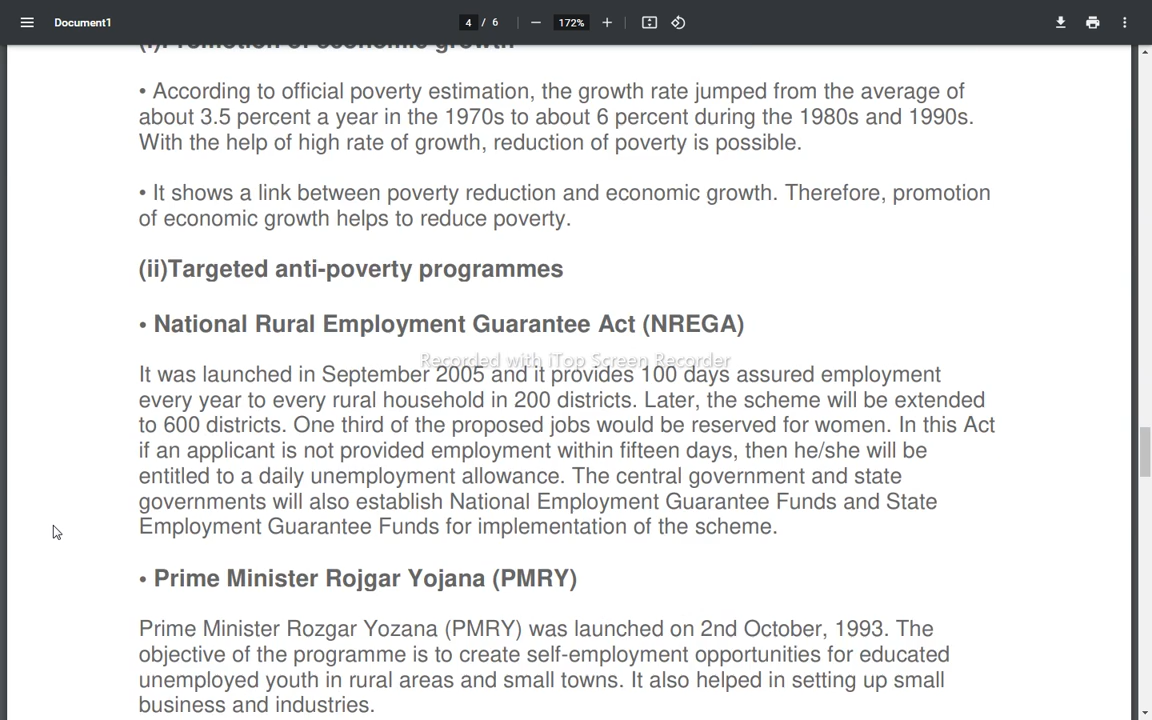 Document1
4 / 6
172%
(i)Promotion of economic growth
• According to official poverty estimation, the growth rate jumped from the average of
about 3.5 percent a year in the 1970s to about 6 percent during the 1980s and 1990s.
With the help of high rate of growth, reduction of poverty is possible.
• It shows a link between poverty reduction and economic growth. Therefore, promotion
of economic growth helps to reduce poverty.
(ii)Targeted anti-poverty programmes
• National Rural Employment Guarantee Act (NREGA)
Recorded with iTop Screen Recorder
It was launched in September 2005 and it provides 100 days assured employment
every year to every rural household in 200 districts. Later, the scheme will be extended
to 600 districts. One third of the proposed jobs would be reserved for women. In this Act
if an applicant is not provided employment within fifteen days, then he/she will be
entitled to a daily unemployment allowance. The central government and state
governments will also establish National Employment Guarantee Funds and State
Employment Guarantee Funds for implementation of the scheme.
• Prime Minister Rojgar Yojana (PMRY)
Prime Minister Rozgar Yozana (PMRY) was launched on 2nd October, 1993. The
objective of the programme is to create self-employment opportunities for educated
unemployed youth in rural areas and small towns. It also helped in setting up small
business and industries.